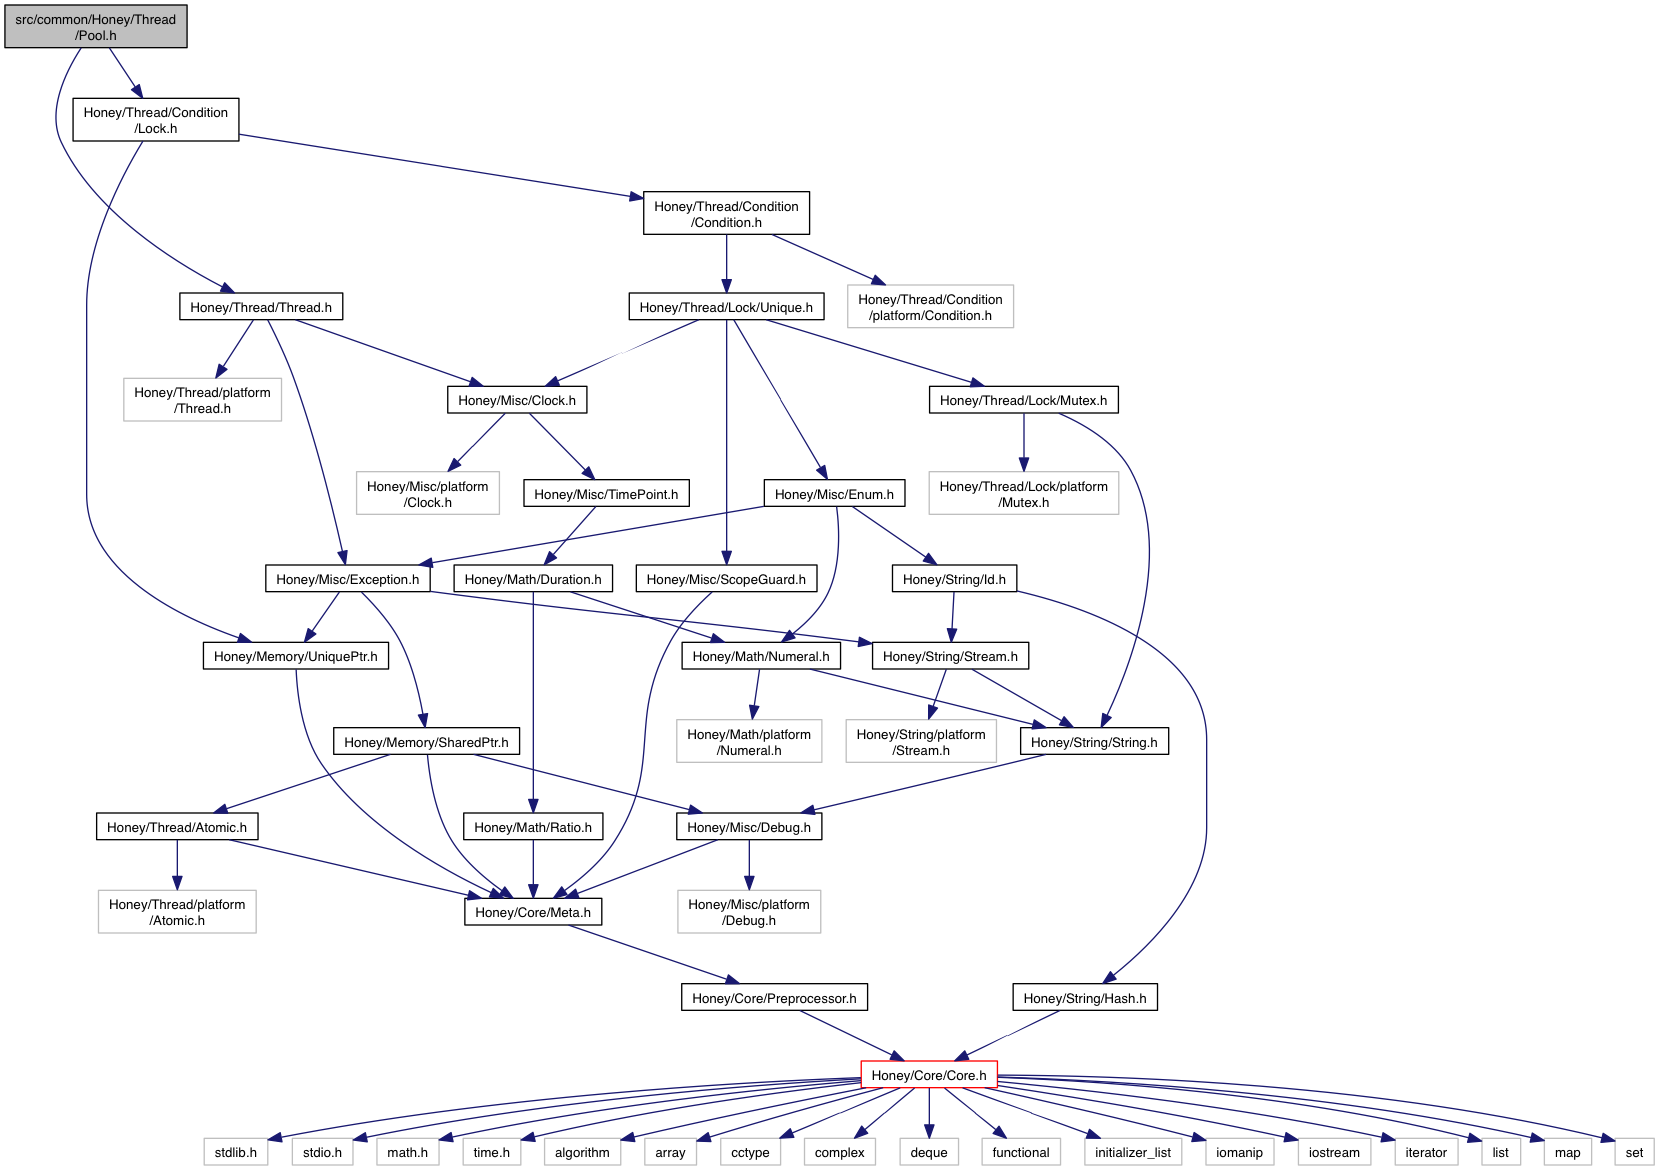 src/common/Honey/Thread
/Pool.h
Honey/Thread/Condition
/Lock.h
Honey/Thread/Condition
/Condition.h
Honey/Thread/Thread.h
Honey/Thread/Lock/Unique.h
Honey/Thread/Condition
/platform/Condition.h
Honey/Thread/platform
/Thread.h
Honey/Misc/Clock.h
Honey/Thread/Lock/Mutex.h
Honey/Misc/platform
/Clock.h
Honey/Misc/TimePoint.h
Honey/Misc/Enum.h
Honey/Thread/Lock/platform
/Mutex.h
Honey/Misc/Exception.h
Honey/Math/Duration.h
Honey/Misc/ScopeGuard.h
Honey/String/Id.h
Honey/Memory/UniquePtr.h
Honey/Math/Numeral.h
Honey/String/Stream.h
Honey/Memory/SharedPtr.h
Honey/Math/platform
/Numeral.h
Honey/String/platform
/Stream.h
Honey/String/String.h
Honey/Thread/Atomic.h
Honey/Math/Ratio.h
Honey/Misc/Debug.h
Honey/Thread/platform
/Atomic.h
Honey/Core/Meta.h
Honey/Misc/platform
/Debug.h
Honey/Core/Preprocessor.h
Honey/String/Hash.h
Honey/Core/Core.h
stdlib.h
stdio.h
math.h
time.h
algorithm
array
cctype
complex
deque
functional
initializer_list
iomanip
iostream
iterator
list
map
set